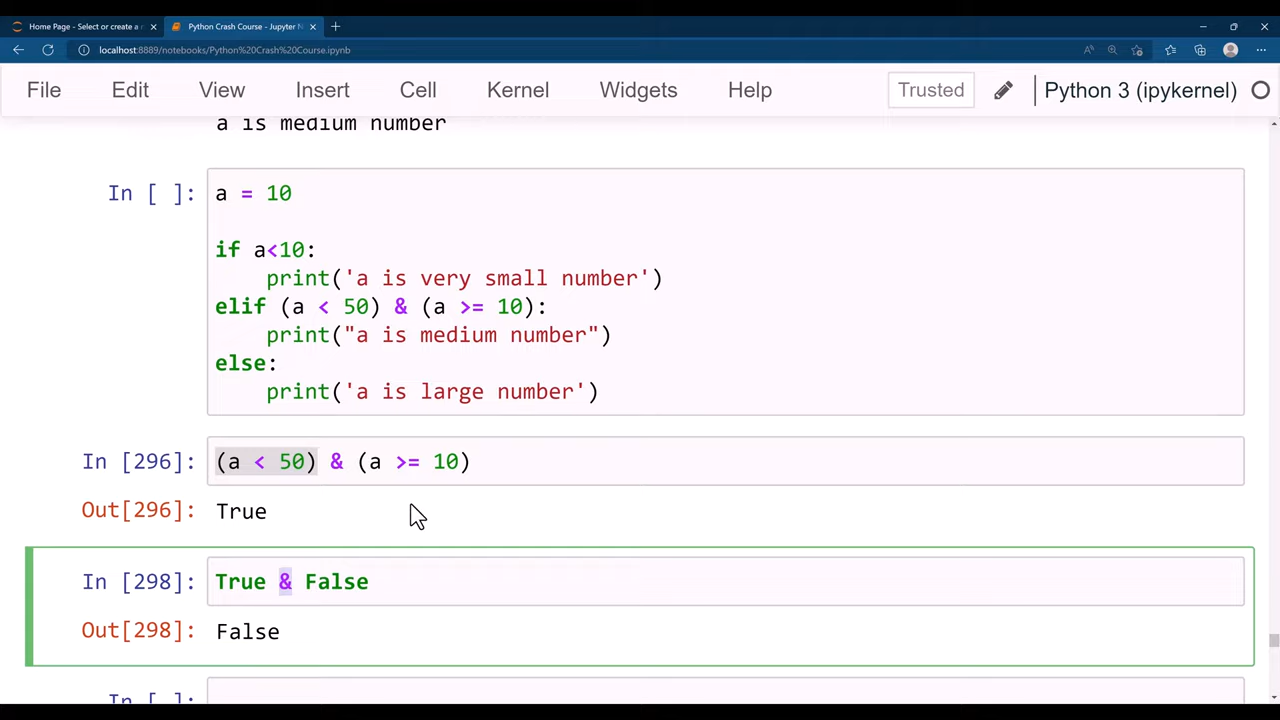 Home Page - Select or create a n
Python Crash Course - Jupyter N
localhost:8889/notebooks/Python%20Crash%20Course.ipynb
File Edit View Insert Cell Kernel Widgets Help Trusted Python 3 (ipykernel)
a is medium number
In [ ]: a = 10
if a<10:
    print('a is very small number')
elif (a < 50) & (a >= 10):
    print("a is medium number")
else:
    print('a is large number')
In [296]: (a < 50) & (a >= 10)
Out[296]: True
In [298]: True & False
Out[298]: False
In [ ]: